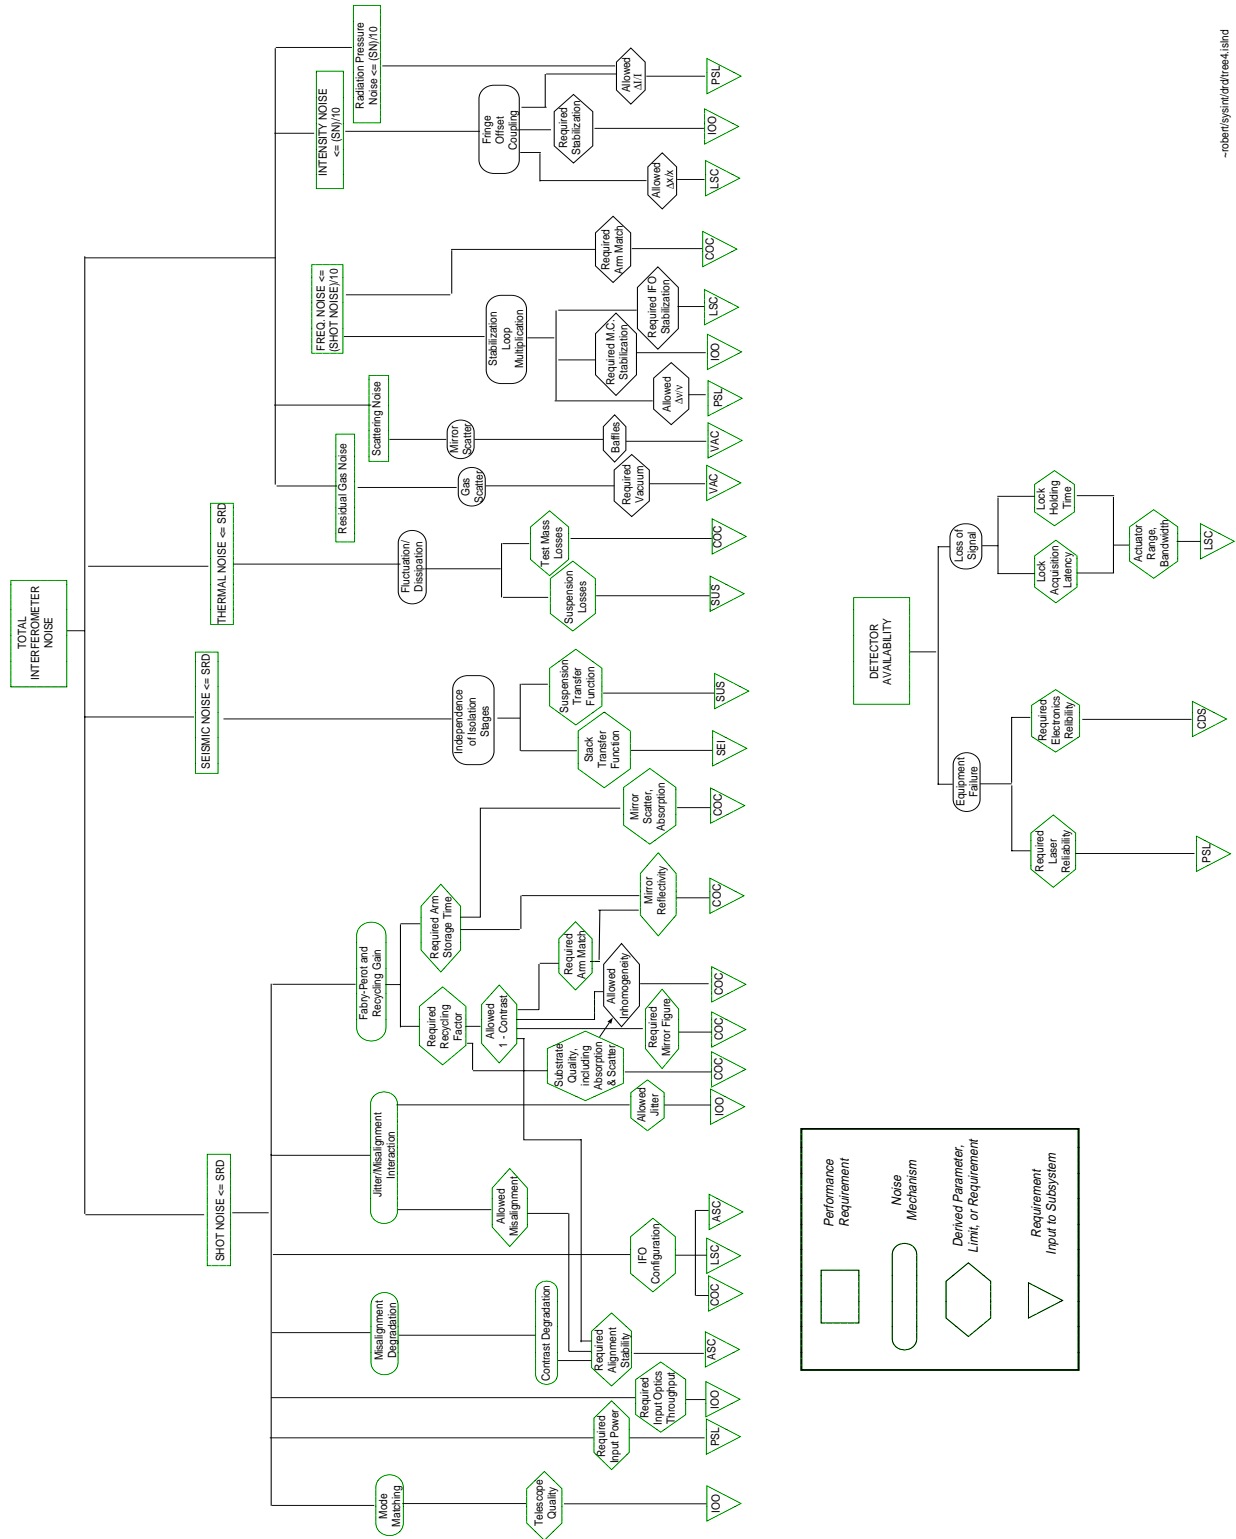 TOTAL
INTERFEROMETER
NOISE
SHOT NOISE <= SRD
SEISMIC NOISE <= SRD
THERMAL NOISE <= SRD
Residual Gas Noise
Scattering Noise
FREQ. NOISE <=
(SHOT NOISE)/10
INTENSITY NOISE
<= (SN)/10
Radiation Pressure
Noise <= (SN)/10
Mode
Matching
Misalignment
Degradation
Jitter/Misalignment
Interaction
Fabry-Perot and
Recycling Gain
Independence
of Isolation
Stages
Fluctuation/
Dissipation
Gas
Scatter
Mirror
Scatter
Stabilization
Loop
Multiplication
Fringe
Offset
Coupling
Required
Recycling
Factor
Required Arm
Storage Time
Allowed
Misalignment
Allowed
1 - Contrast
Telescope
Quality
Contrast Degradation
Substrate
Quality,
including
Absorption
& Scatter
Required
Arm Match
Stack
Transfer
Function
Suspension
Transfer
Function
Suspension
Losses
Test Mass
Losses
Required
Input Power
Required
Input Optics
Throughput
Required
Alignment
Stability
IFO
Configuration
Allowed
Jitter
Required
Mirror Figure
Allowed
Inhomogeneity
Mirror
Reflectivity
Mirror
Scatter,
Absorption
Required
Vacuum
Baffles
Allowed
Δν/ν
Required M.C.
Stabilization
Required IFO
Stabilization
Required
Arm Match
Allowed
Δx/x
Required
Stabilization
Allowed
ΔI/I
IOO
PSL
IOO
ASC
COC
LSC
ASC
IOO
COC
COC
COC
COC
COC
SEI
SUS
SUS
COC
VAC
VAC
PSL
IOO
LSC
COC
LSC
IOO
PSL
DETECTOR
AVAILABILITY
Equipment
Failure
Loss of
Signal
Required
Laser
Reliability
Required
Electronics
Relibility
Lock
Acquisition
Latency
Lock
Holding
Time
Actuator
Range,
Bandwidth
PSL
CDS
LSC
Performance
Requirement
Noise
Mechanism
Derived Parameter,
Limit, or Requirement
Requirement
Input to Subsystem
~robert/sysint/drd/tree4.islnd